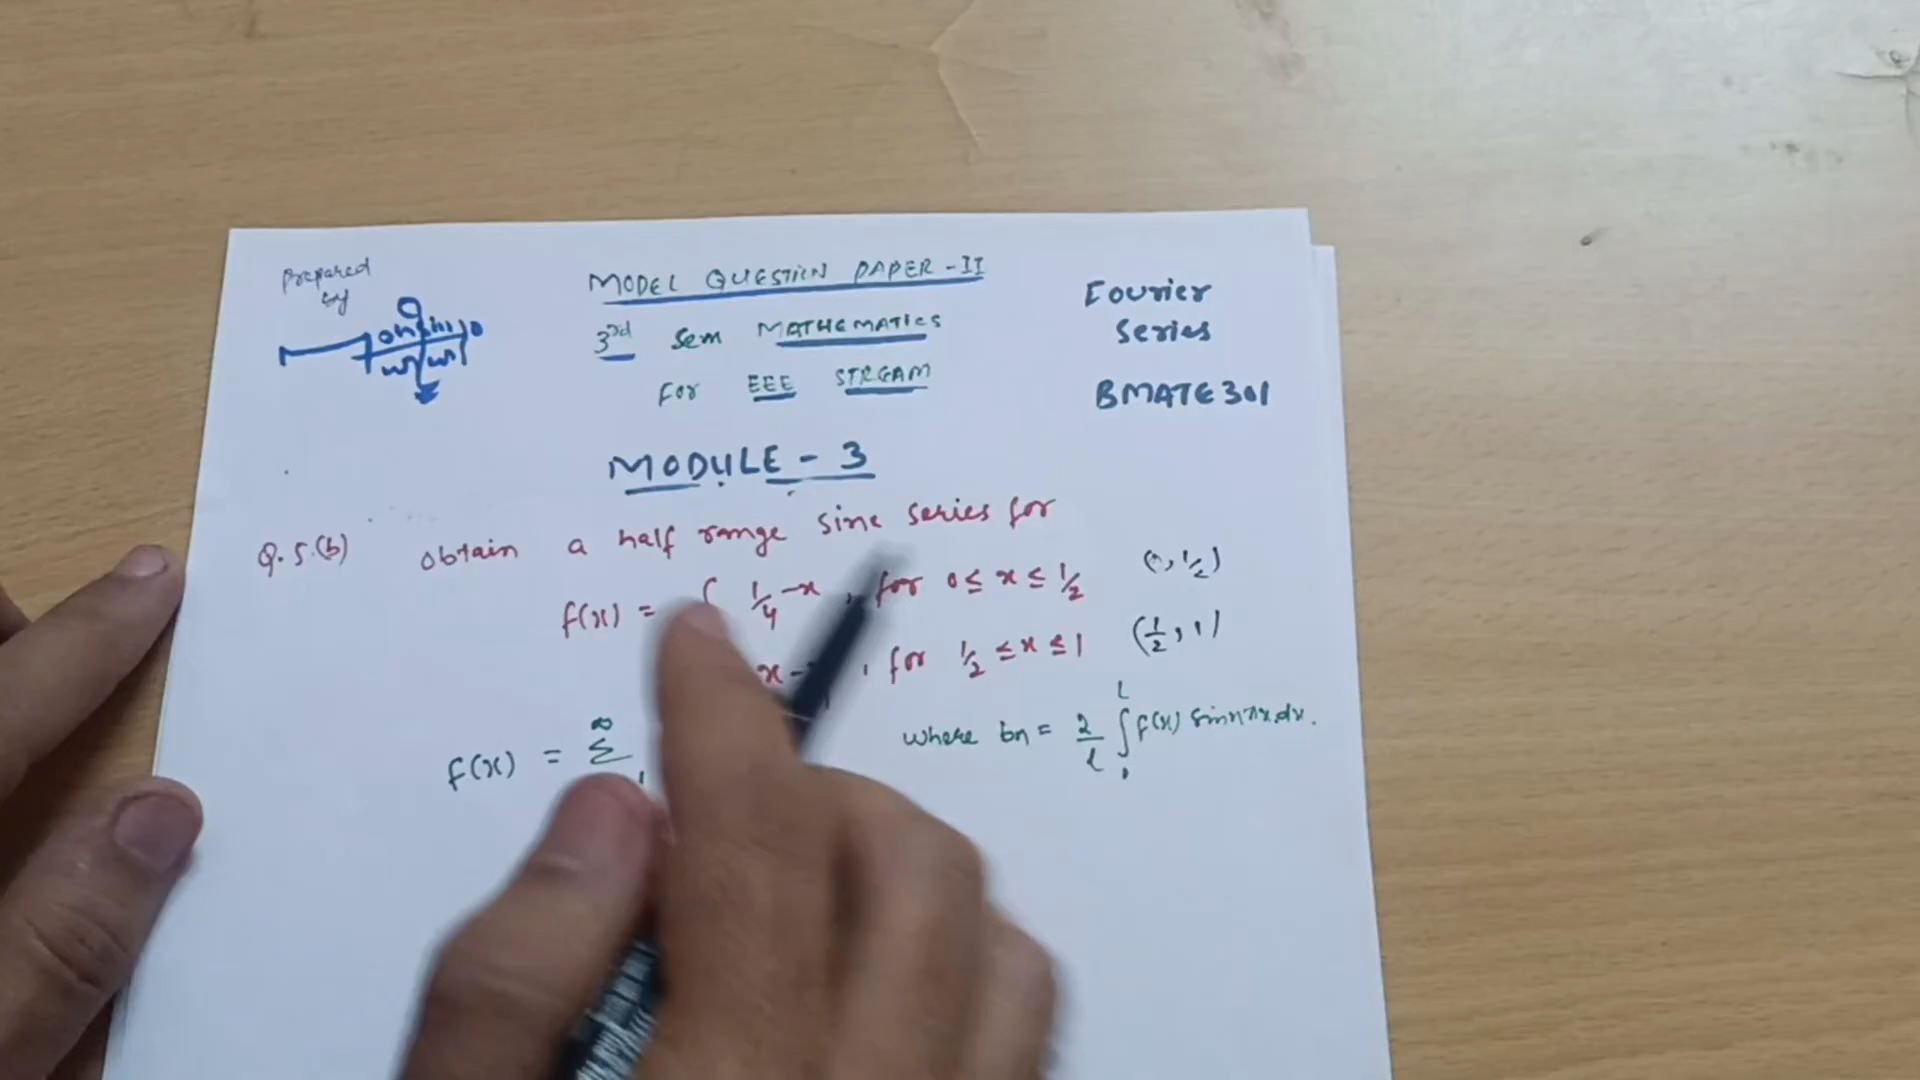 Prepared
by
MODEL QUESTION PAPER - II
3rd Sem MATHEMATICS
For EEE STREAM
Fourier
Series
BMATE301
MODULE - 3
Q.5.(b) obtain a half range sine series for
f(x) = { 1/4 - x , for 0 ≤ x ≤ 1/2 (0, 1/2)
x - , for 1/2 ≤ x ≤ 1 (1/2, 1)
f(x) = ∞ Σ where bn = 2/l ∫ f(x) sin nπx.dx.